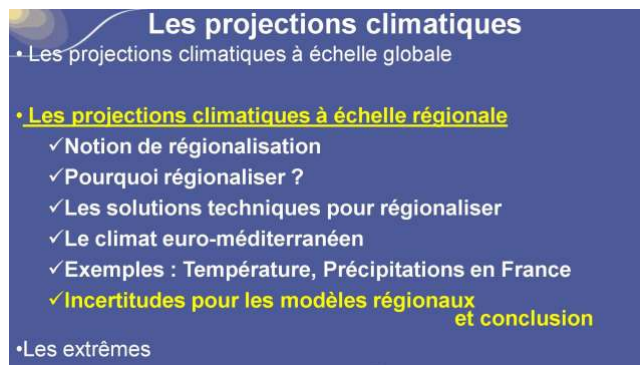 Les projections climatiques
• Les projections climatiques à échelle globale
• Les projections climatiques à échelle régionale
✓Notion de régionalisation
✓Pourquoi régionaliser ?
✓Les solutions techniques pour régionaliser
✓Le climat euro-méditerranéen
✓Exemples : Température, Précipitations en France
✓Incertitudes pour les modèles régionaux
et conclusion
•Les extrêmes